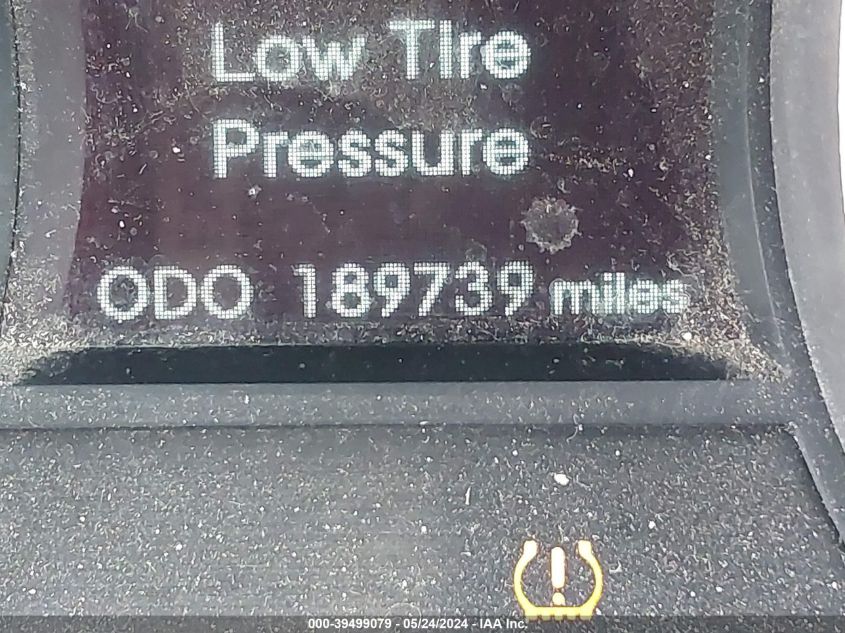 Low Tire
Pressure
ODO 189739 miles
000-39499079 - 05/24/2024 - IAA Inc.